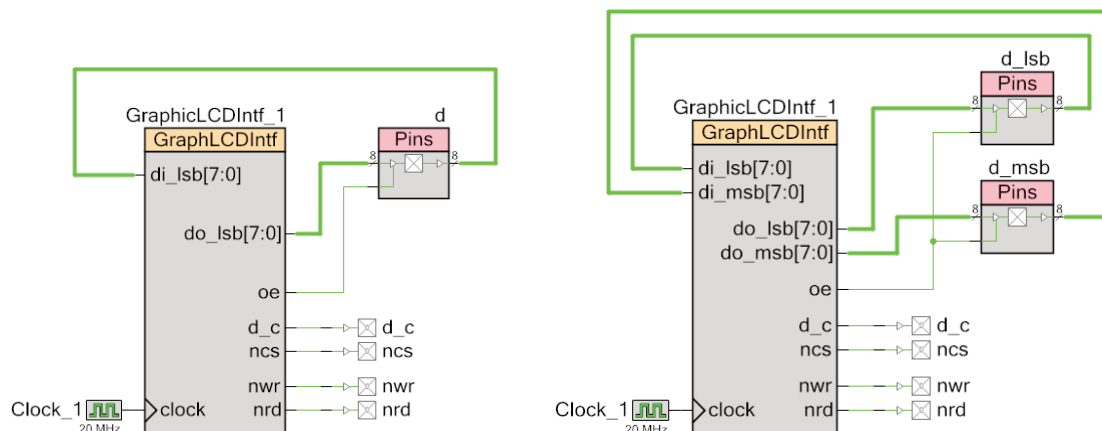 GraphicLCDIntf_1
d
GraphLCDIntf
Pins
8
8
di_lsb[7:0]
do_lsb[7:0]
oe
d_c
d_c
ncs
ncs
nwr
nwr
Clock_1
clock
nrd
nrd
20 MHz
d_lsb
Pins
GraphicLCDIntf_1
8
8
GraphLCDIntf
di_lsb[7:0]
d_msb
di_msb[7:0]
Pins
8
8
do_lsb[7:0]
do_msb[7:0]
oe
d_c
d_c
ncs
ncs
nwr
nwr
Clock_1
clock
nrd
nrd
20 MHz